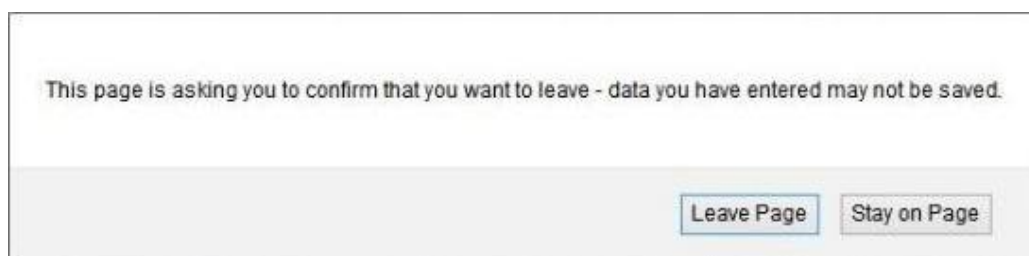 This page is asking you to confirm that you want to leave - data you have entered may not be saved.
Leave Page Stay on Page